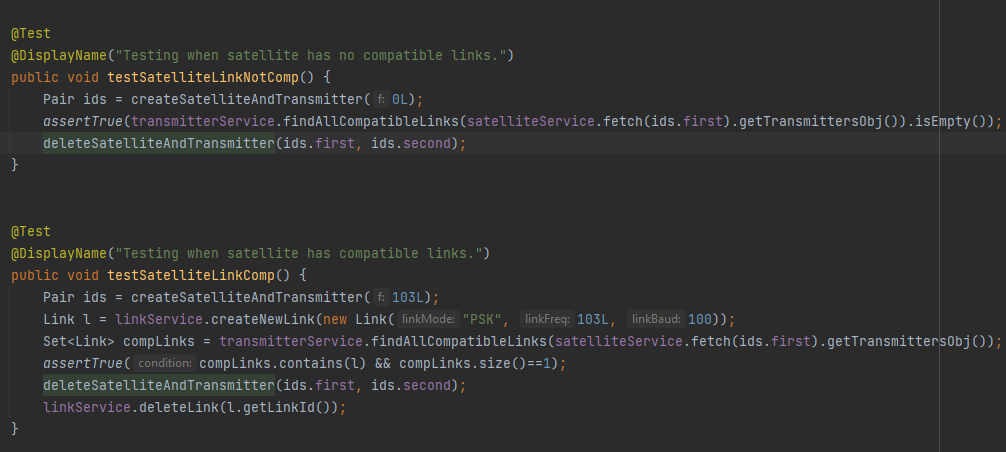 @Test
@DisplayName("Testing when satellite has no compatible links.")
public void testSatelliteLinkNotComp() {
    Pair ids = createSatelliteAndTransmitter( f: 0L);
    assertTrue(transmitterService.findAllCompatibleLinks(satelliteService.fetch(ids.first).getTransmittersObj()).isEmpty());
    deleteSatelliteAndTransmitter(ids.first, ids.second);
}
@Test
@DisplayName("Testing when satellite has compatible links.")
public void testSatelliteLinkComp() {
    Pair ids = createSatelliteAndTransmitter( f: 103L);
    Link l = linkService.createNewLink(new Link( linkMode: "PSK", linkFreq: 103L, linkBaud: 100));
    Set<Link> compLinks = transmitterService.findAllCompatibleLinks(satelliteService.fetch(ids.first).getTransmittersObj());
    assertTrue( condition: compLinks.contains(l) && compLinks.size()==1);
    deleteSatelliteAndTransmitter(ids.first, ids.second);
    linkService.deleteLink(l.getLinkId());
}